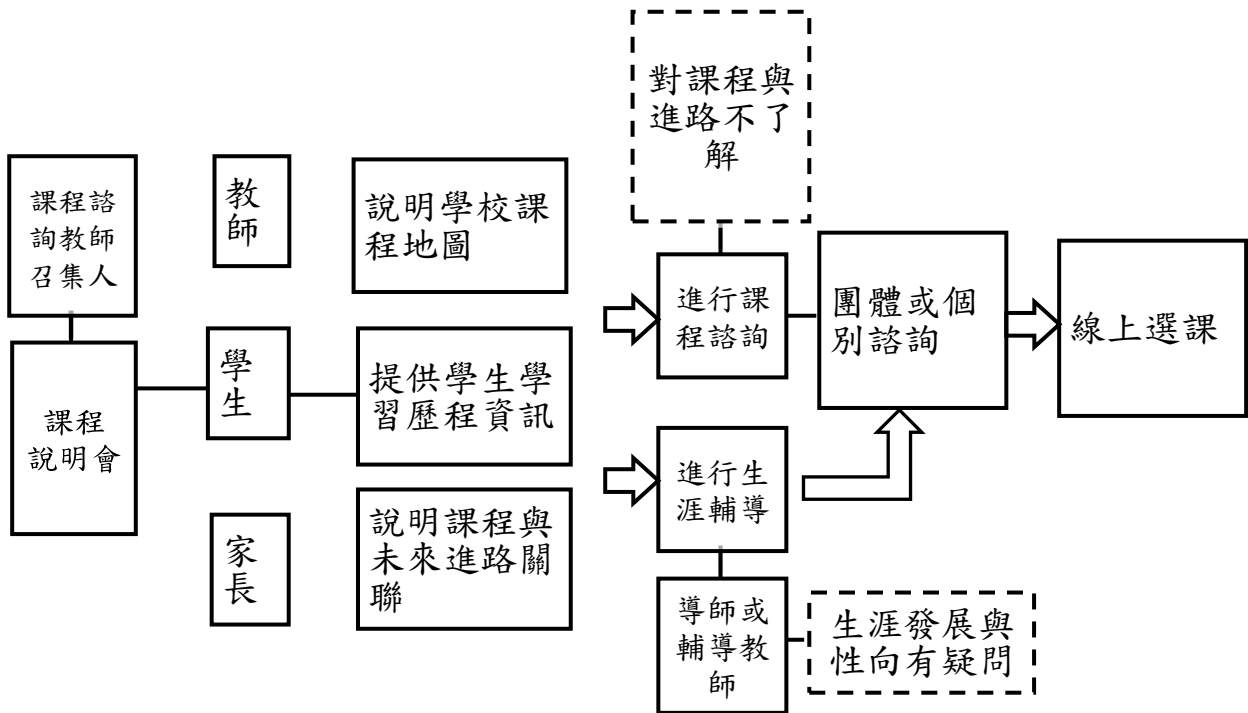 課程諮
詢教師
召集人
課程
說明會
教
師
學
生
家
長
說明學校課
程地圖
提供學生學
習歷程資訊
說明課程與
未來進路關
聯
對課程與
進路不了
解
進行課
程諮詢
團體或個
別諮詢
線上選課
進行生
涯輔導
導師或
輔導教
師
生涯發展與
性向有疑問